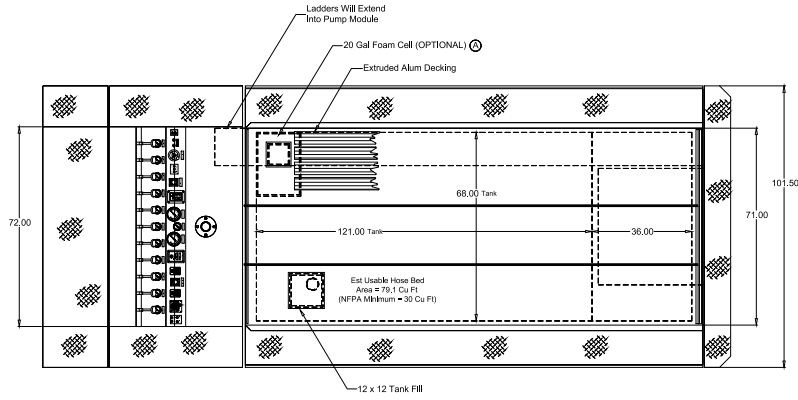 Ladders Will Extend
Into Pump Module
20 Gal Foam Cell (OPTIONAL) A
Extruded Alum Decking
72.00
68.00 Tank
121.00 Tank
36.00
71.00
101.50
Est Usable Hose Bed
Area = 79.1 Cu Ft
(NFPA Minimum = 30 Cu Ft)
12 x 12 Tank Fill